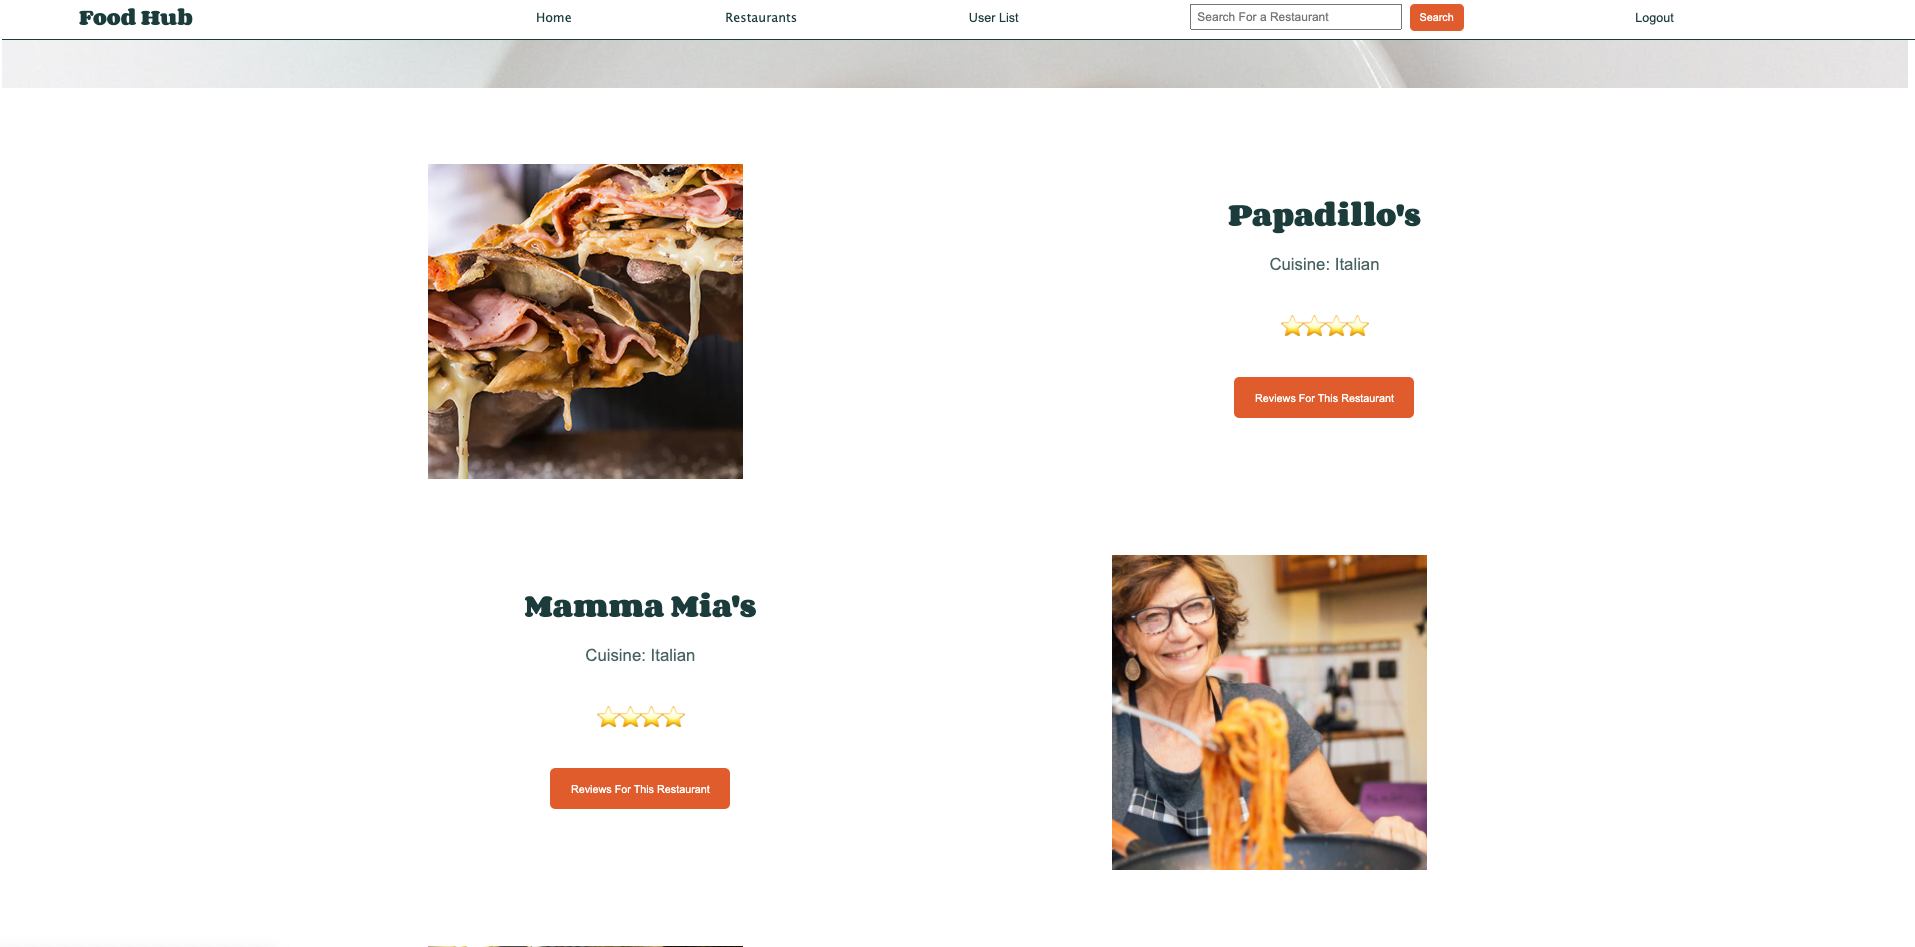 Food Hub
Home
Restaurants
User List
Search For a Restaurant
Search
Logout
Papadillo's
Cuisine: Italian
Reviews For This Restaurant
Mamma Mia's
Cuisine: Italian
Reviews For This Restaurant